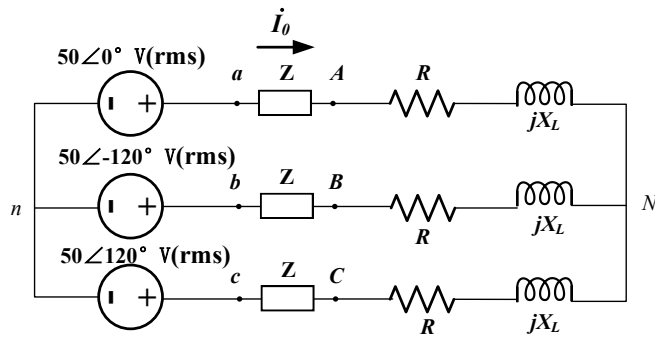 İ0
50∠0° V(rms)
a Z A R
jXL
50∠-120° V(rms)
n b Z B N
R jXL
50∠120° V(rms)
c Z C
R jXL